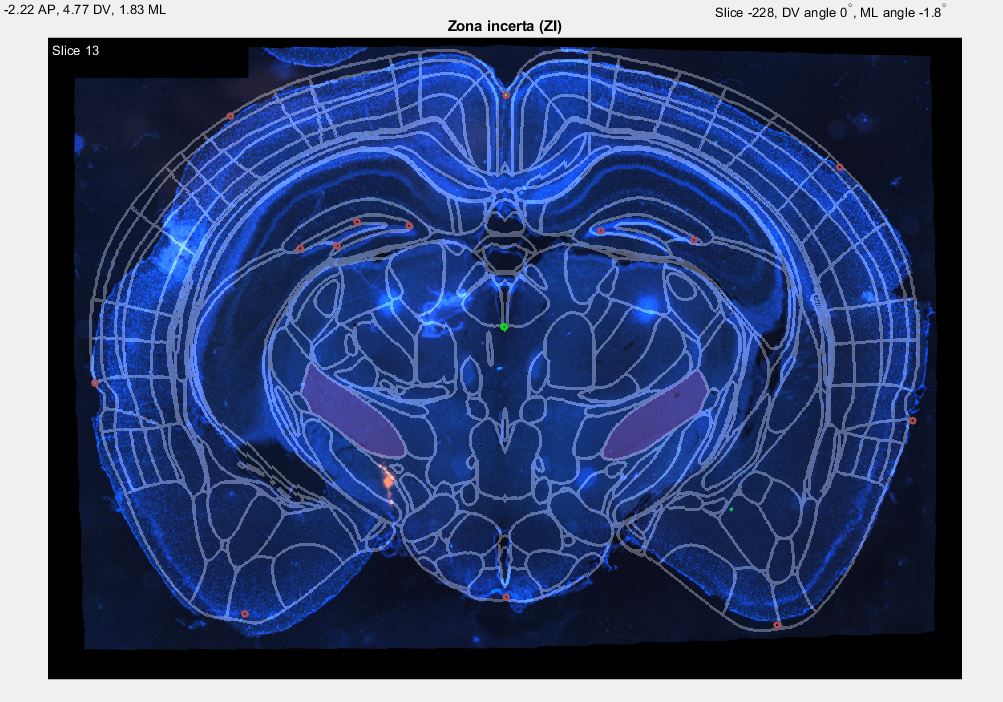 -2.22 AP, 4.77 DV, 1.83 ML
Slice -228, DV angle 0°, ML angle -1.8°
Zona incerta (ZI)
Slice 13